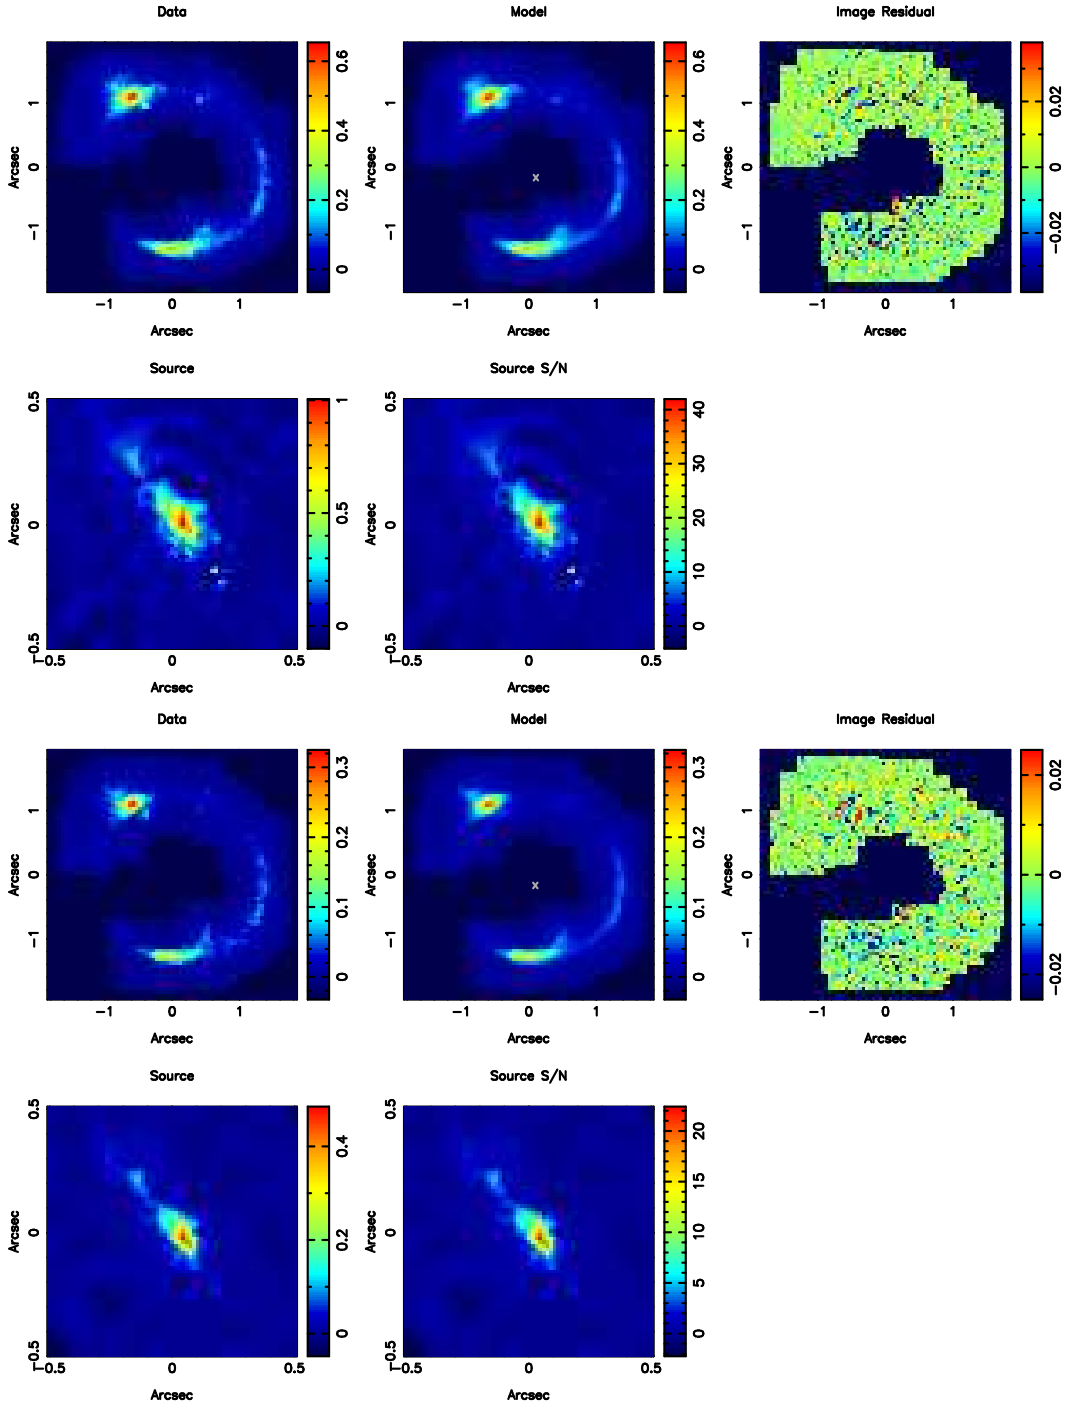 Data Model Image Residual
1 0 −1 Arcsec 0.6 0.4 0.2 0 1 0 −1 Arcsec 0.6 0.4 0.2 0 1 0 −1 0.02 0 −0.02
−1 0 1 −1 0 1 −1 0 1
Arcsec Arcsec Arcsec
Source Source S/N
0.5 0 −0.5 Arcsec 1 0.5 0 0.5 0 −0.5 Arcsec 40 30 20 10 0
−0.5 0 0.5 −0.5 0 0.5
Arcsec Arcsec
Data Model Image Residual
1 0 −1 Arcsec 0.3 0.2 0.1 0 1 0 −1 Arcsec 0.3 0.2 0.1 0 1 0 −1 0.02 0 −0.02
−1 0 1 −1 0 1 −1 0 1
Arcsec Arcsec Arcsec
Source Source S/N
0.5 0 −0.5 Arcsec 0.4 0.2 0 0.5 0 −0.5 Arcsec 20 15 10 5 0
−0.5 0 0.5 −0.5 0 0.5
Arcsec Arcsec